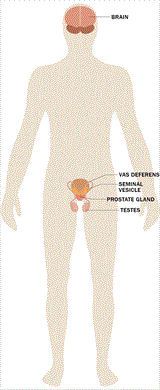 BRAIN
VAS DEFERENS
SEMINAL
VESICLE
PROSTATE GLAND
TESTES